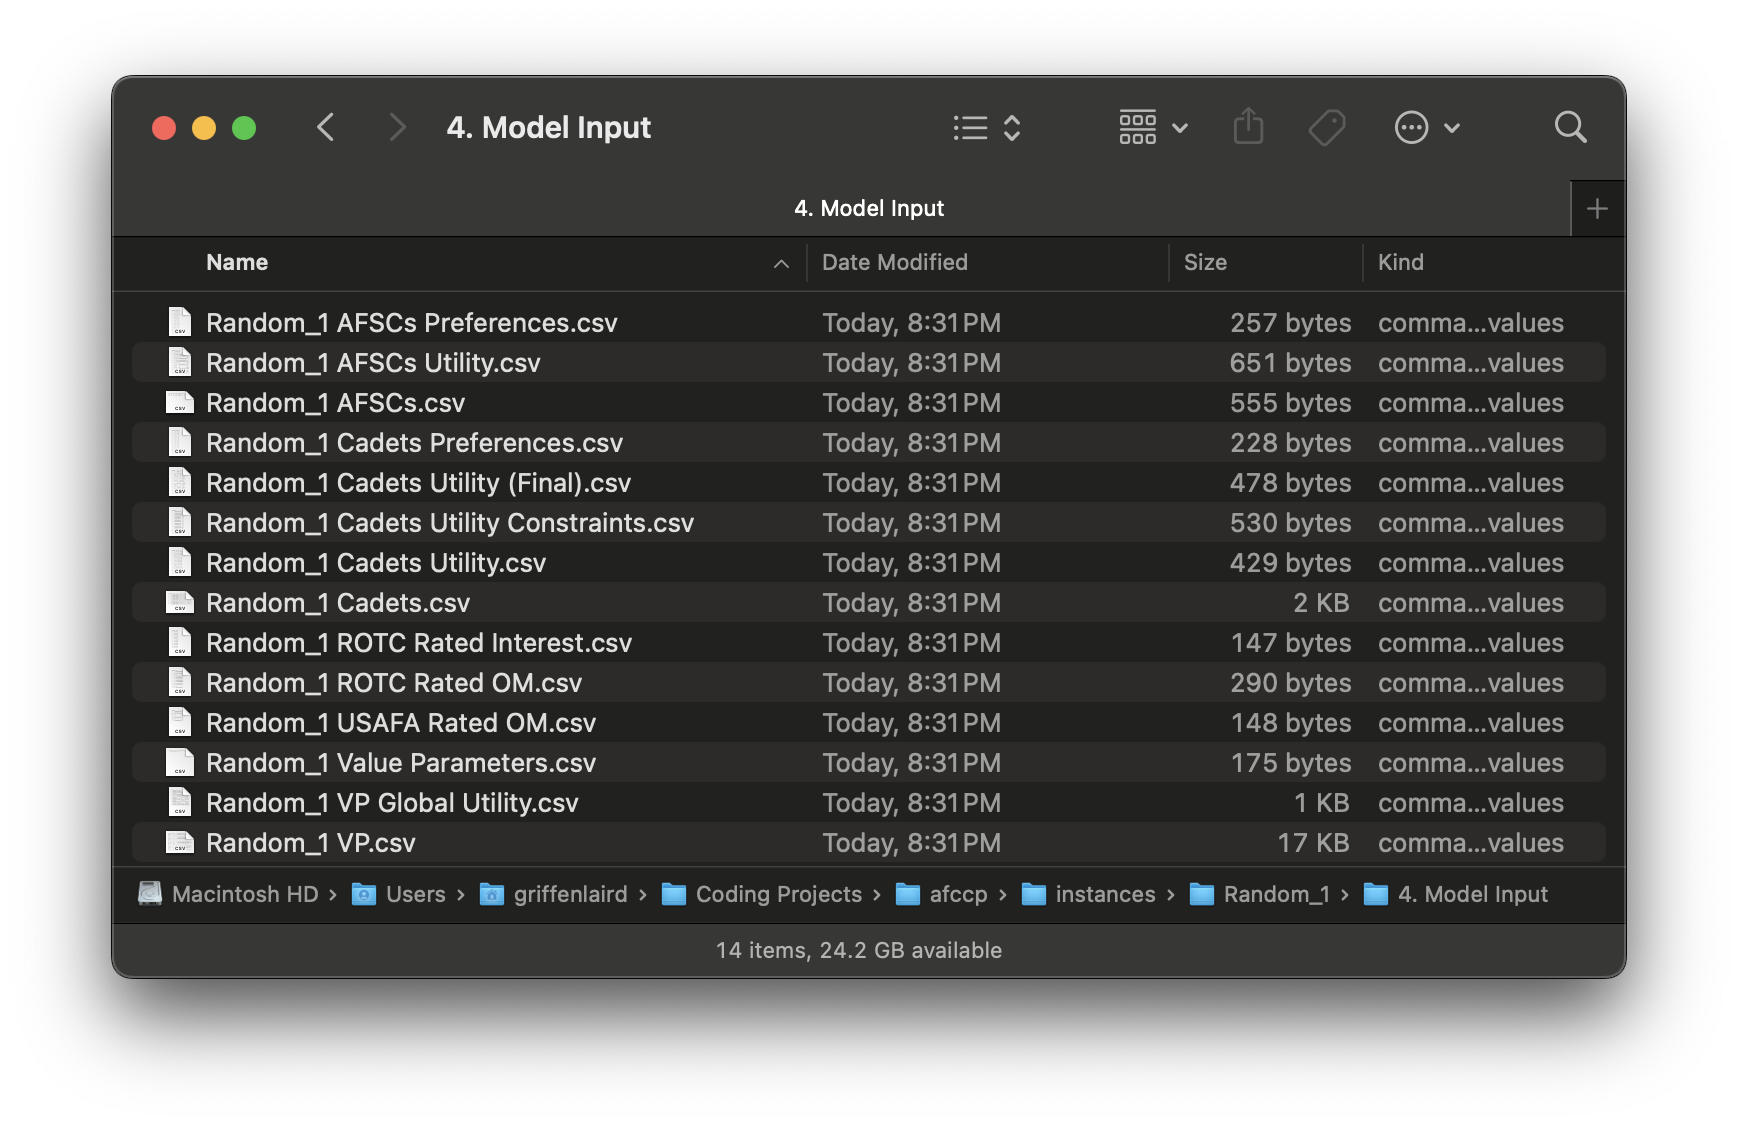 4. Model Input
4. Model Input
Name Date Modified Size Kind
Random_1 AFSCs Preferences.csv Today, 8:31 PM 257 bytes comma...values
Random_1 AFSCs Utility.csv Today, 8:31 PM 651 bytes comma...values
Random_1 AFSCs.csv Today, 8:31 PM 555 bytes comma...values
Random_1 Cadets Preferences.csv Today, 8:31 PM 228 bytes comma...values
Random_1 Cadets Utility (Final).csv Today, 8:31 PM 478 bytes comma...values
Random_1 Cadets Utility Constraints.csv Today, 8:31 PM 530 bytes comma...values
Random_1 Cadets Utility.csv Today, 8:31 PM 429 bytes comma...values
Random_1 Cadets.csv Today, 8:31 PM 2 KB comma...values
Random_1 ROTC Rated Interest.csv Today, 8:31 PM 147 bytes comma...values
Random_1 ROTC Rated OM.csv Today, 8:31 PM 290 bytes comma...values
Random_1 USAFA Rated OM.csv Today, 8:31 PM 148 bytes comma...values
Random_1 Value Parameters.csv Today, 8:31 PM 175 bytes comma...values
Random_1 VP Global Utility.csv Today, 8:31 PM 1 KB comma...values
Random_1 VP.csv Today, 8:31 PM 17 KB comma...values
Macintosh HD › Users › griffenlaird › Coding Projects › afccp › instances › Random_1 › 4. Model Input
14 items, 24.2 GB available